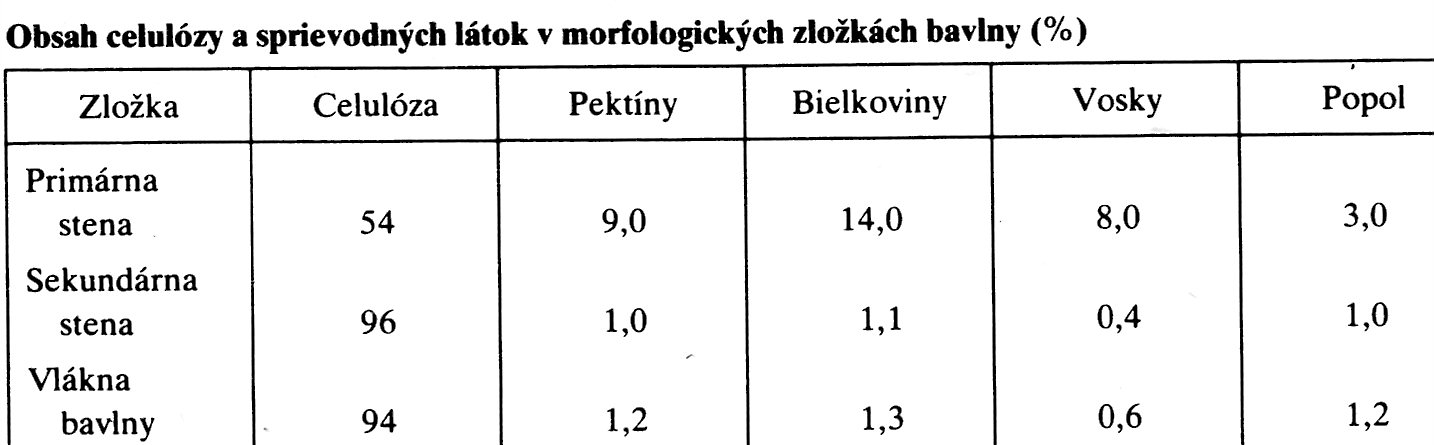 Obsah celulózy a sprievodných látok v morfologických zložkách bavlny (%)
Zložka Celulóza Pektíny Bielkoviny Vosky Popol
Primárna
stena 54 9,0 14,0 8,0 3,0
Sekundárna
stena 96 1,0 1,1 0,4 1,0
Vlákna
bavlny 94 1,2 1,3 0,6 1,2